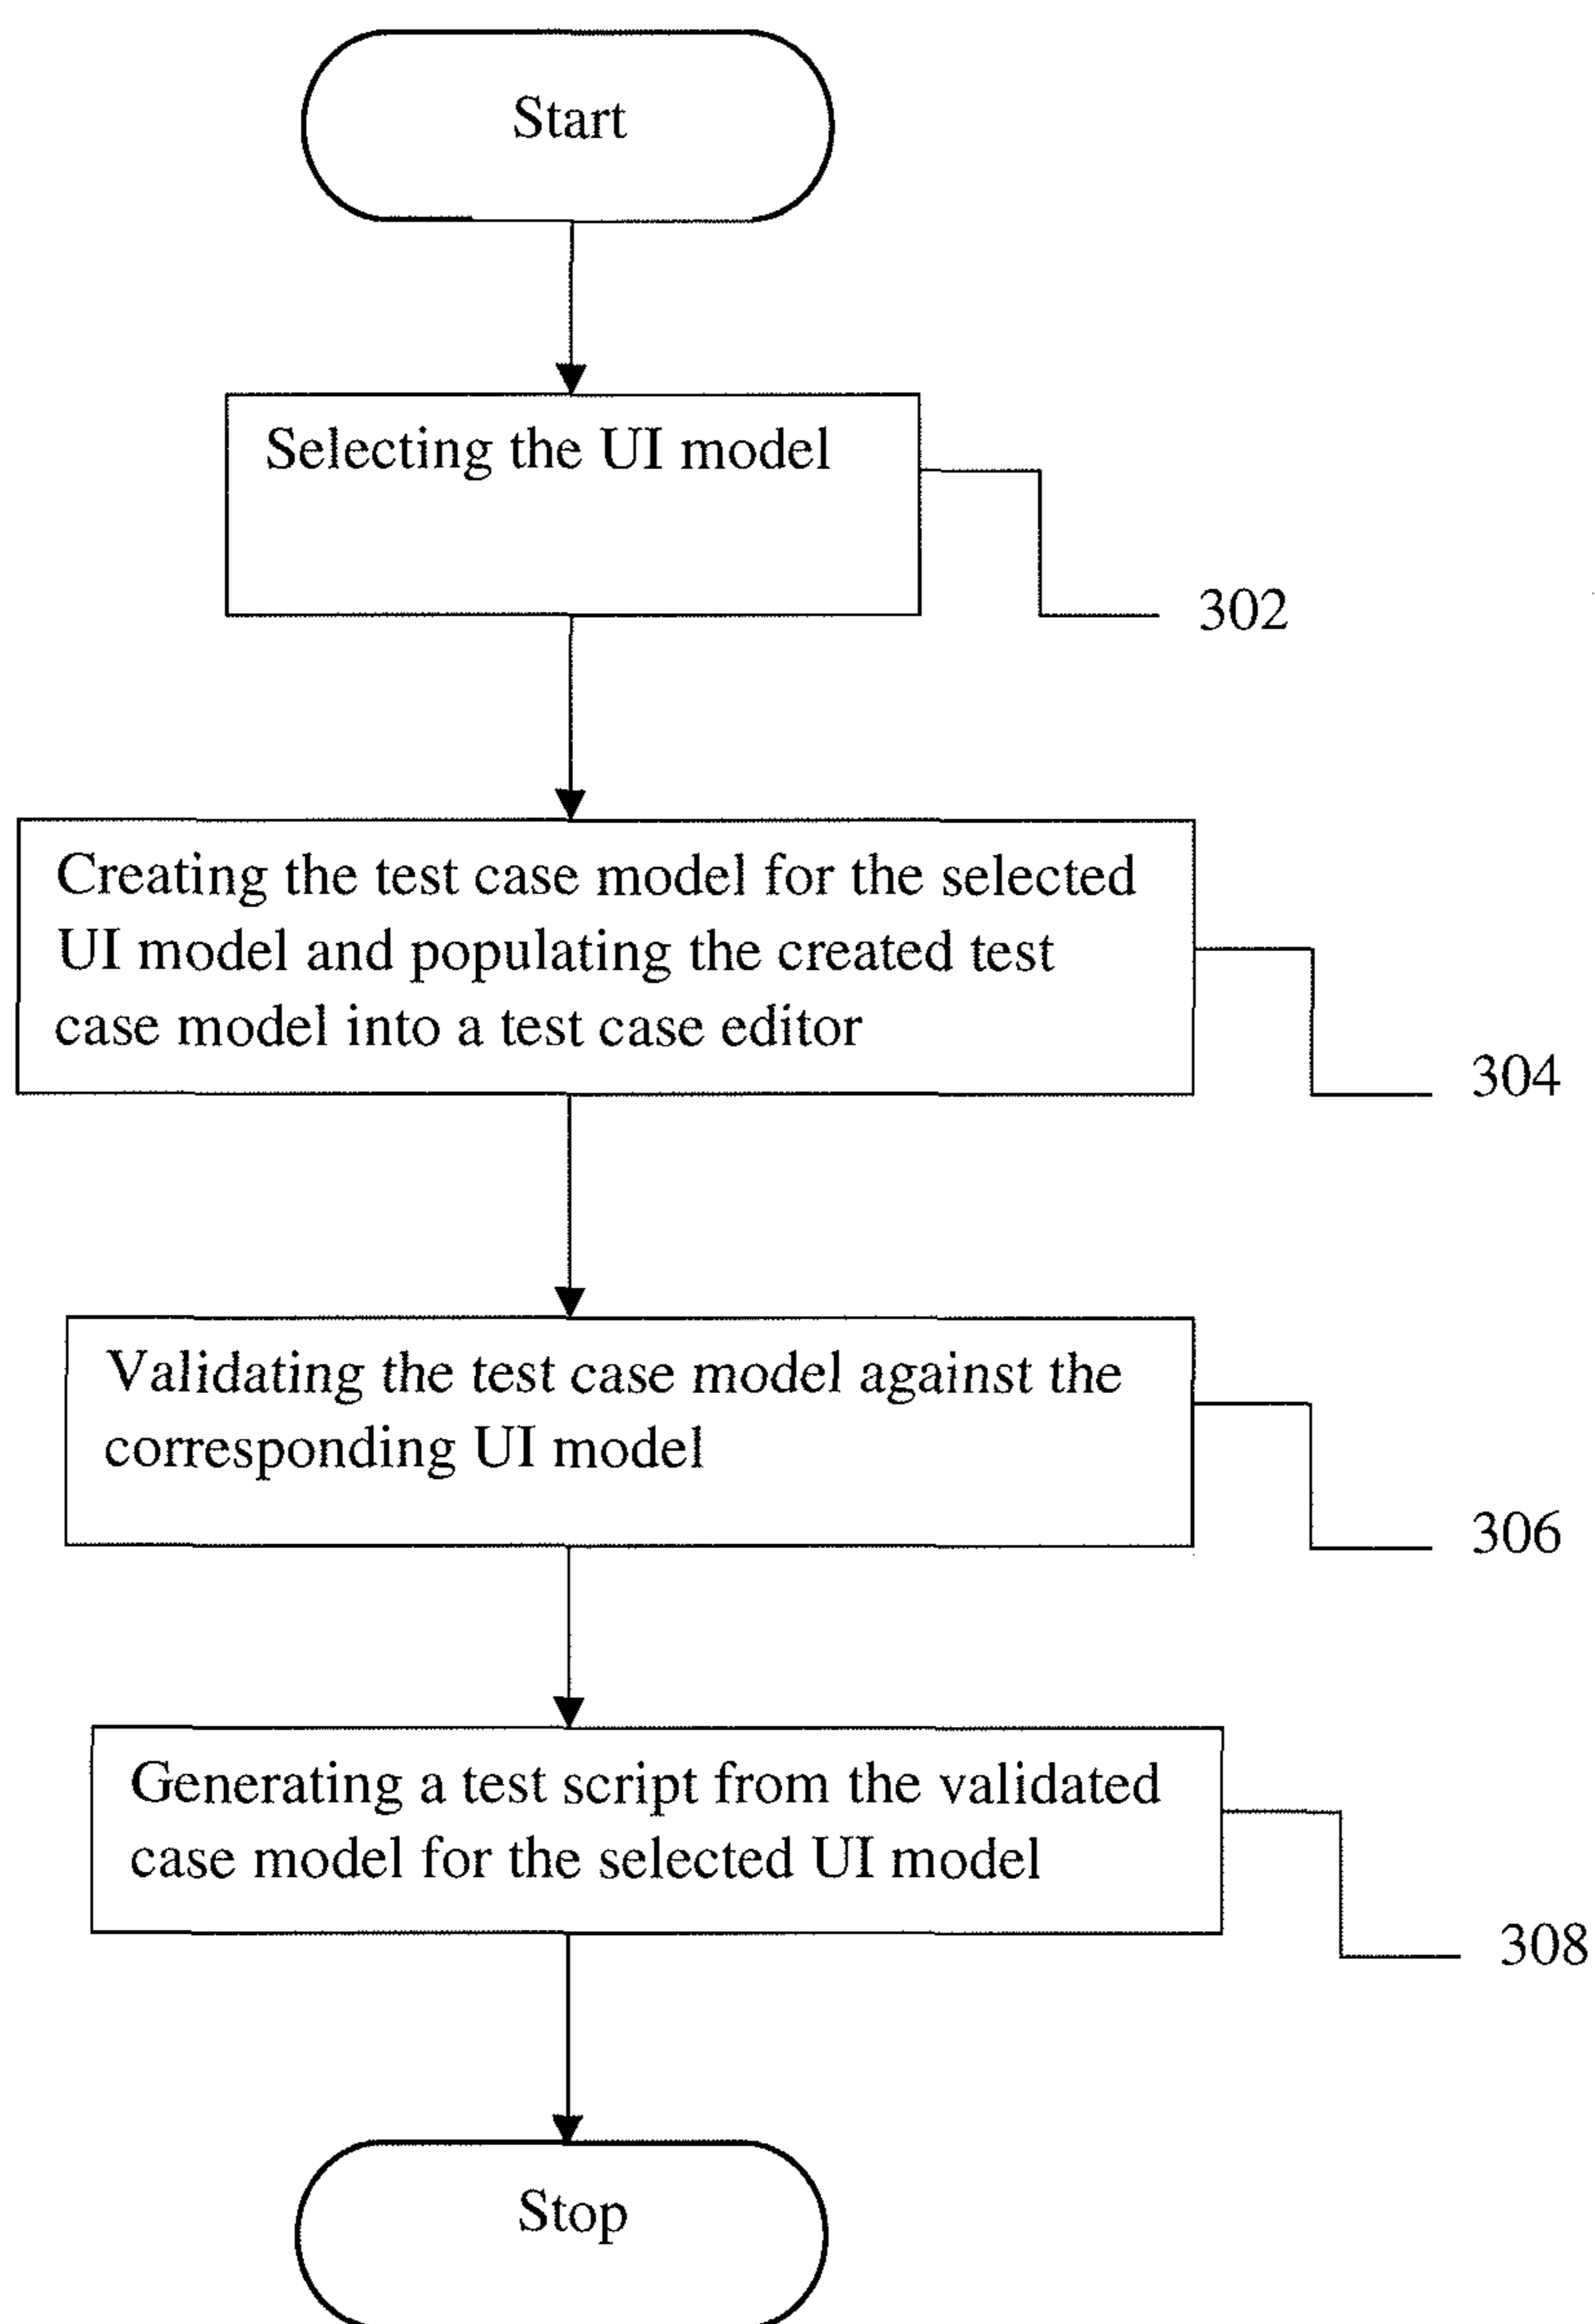 Start
Selecting the UI model
302
Creating the test case model for the selected
UI model and populating the created test
case model into a test case editor
304
Validating the test case model against the
corresponding UI model
306
Generating a test script from the validated
case model for the selected UI model
308
Stop